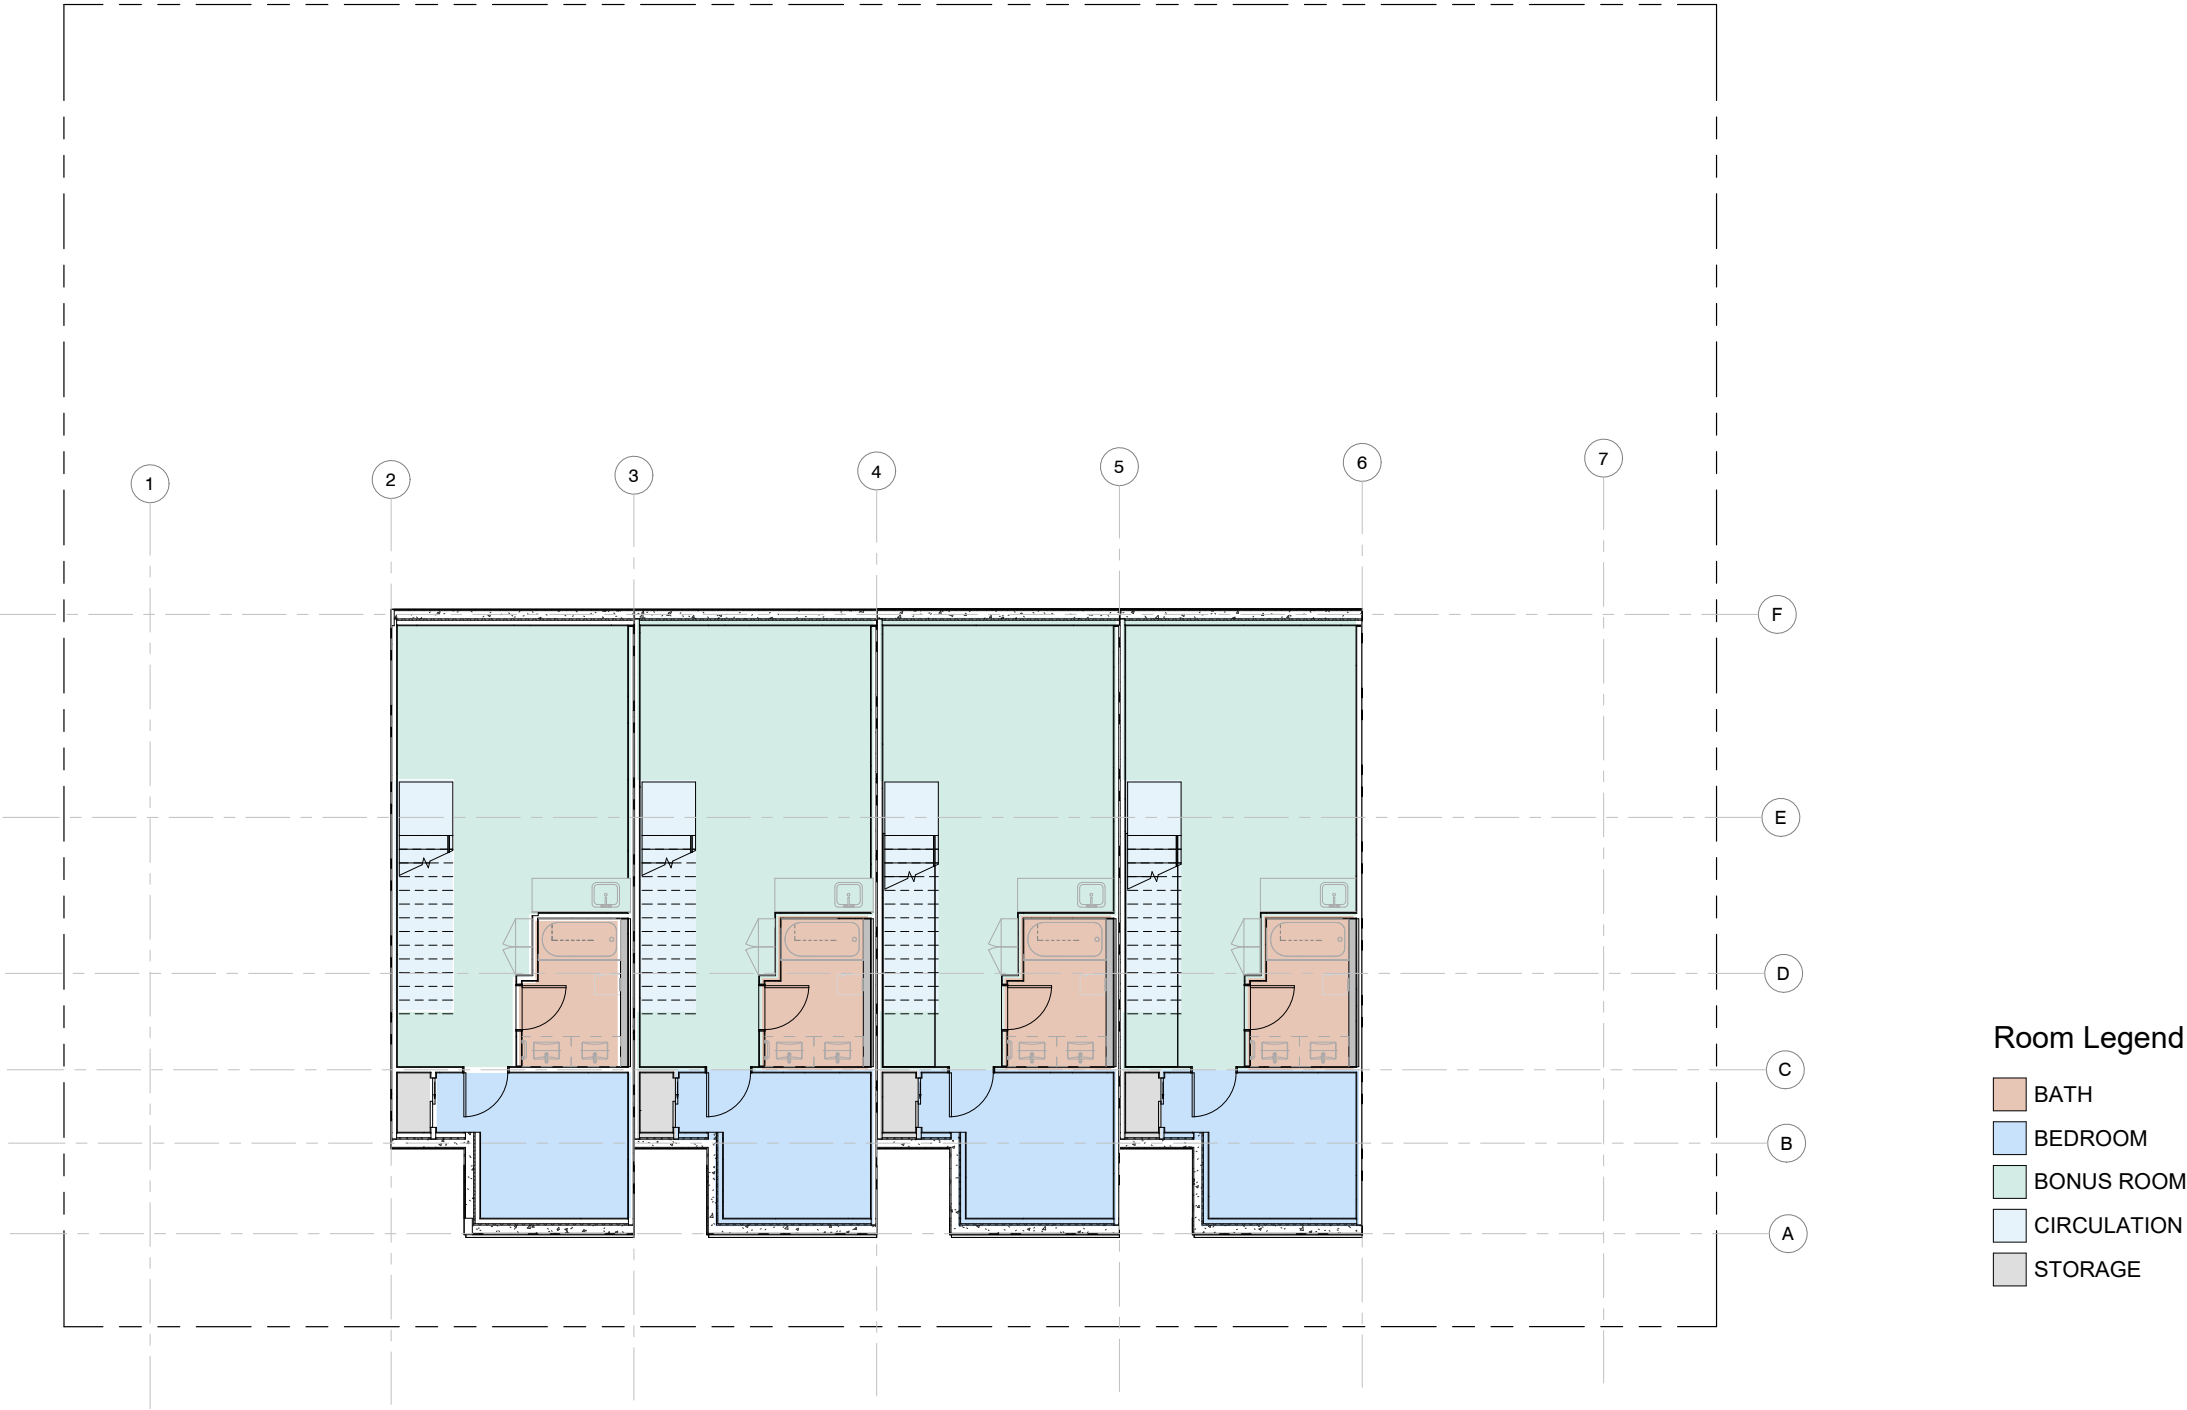 1
2
3
4
5
6
7
F
E
D
C
B
A
Room Legend
BATH
BEDROOM
BONUS ROOM
CIRCULATION
STORAGE